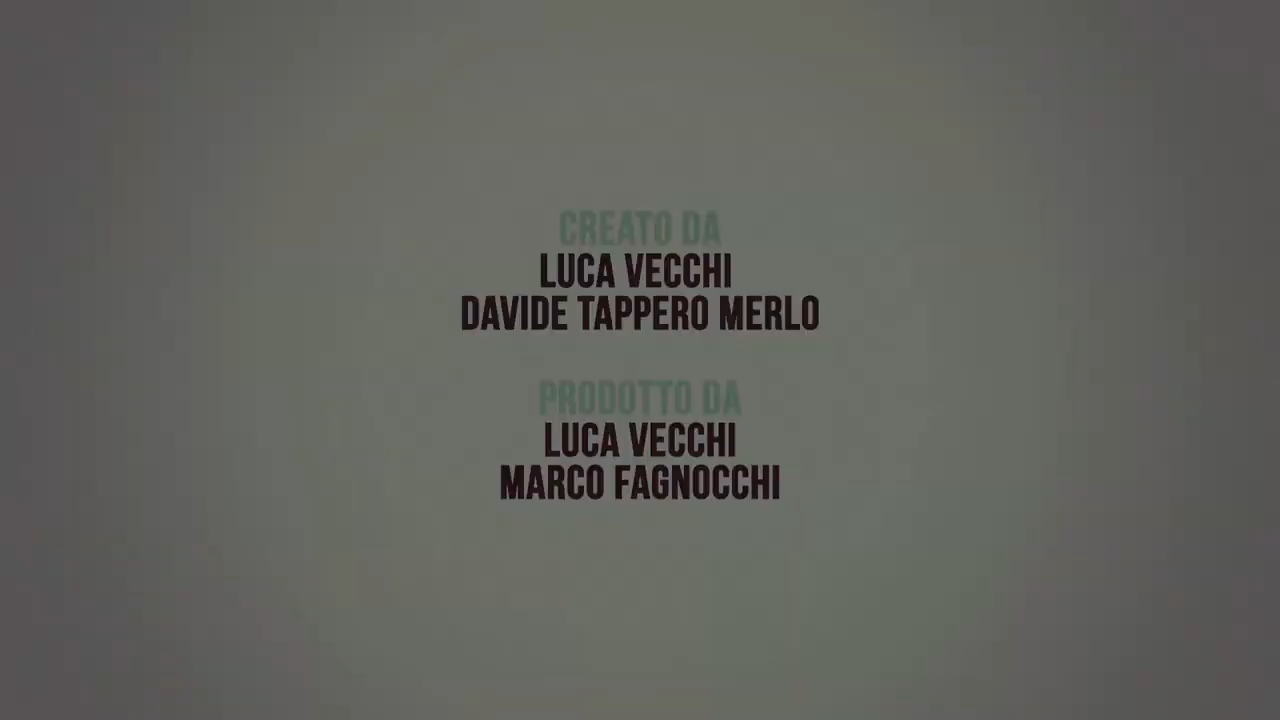 CREATO DA
LUCA VECCHI
DAVIDE TAPPERO MERLO
PRODOTTO DA
LUCA VECCHI
MARCO FAGNOCCHI